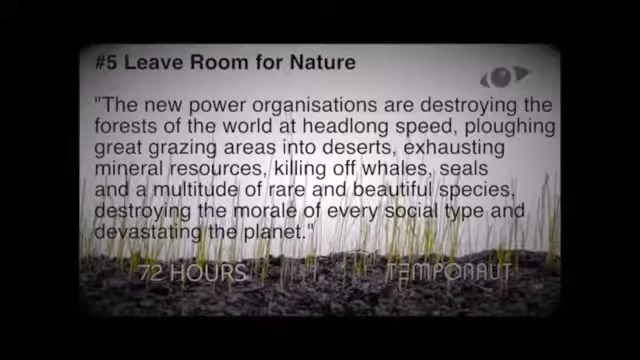 #5 Leave Room for Nature
"The new power organisations are destroying the
forests of the world at headlong speed, ploughing
great grazing areas into deserts, exhausting
mineral resources, killing off whales, seals
and a multitude of rare and beautiful species,
destroying the morale of every social type and
devastating the planet."
72 HOURS
TEMPONAUT